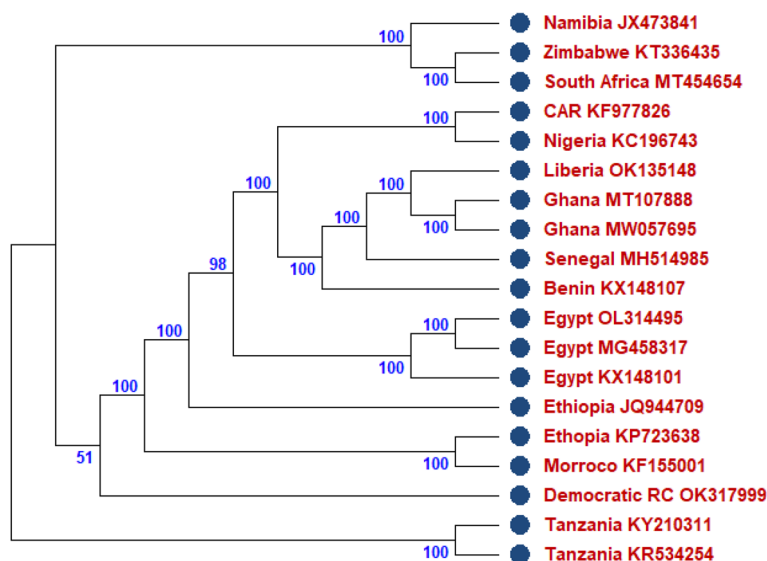 100
Namibia JX473841
Zimbabwe KT336435
100
South Africa MT454654
CAR KF977826
100
Nigeria KC196743
Liberia OK135148
100
100
Ghana MT107888
100
Ghana MW057695
100
Senegal MH514985
98
100
Benin KX148107
Egypt OL314495
100
100
Egypt MG458317
100
Egypt KX148101
100
Ethiopia JQ944709
Ethopia KP723638
51
100
Morroco KF155001
Democratic RC OK317999
Tanzania KY210311
100
Tanzania KR534254